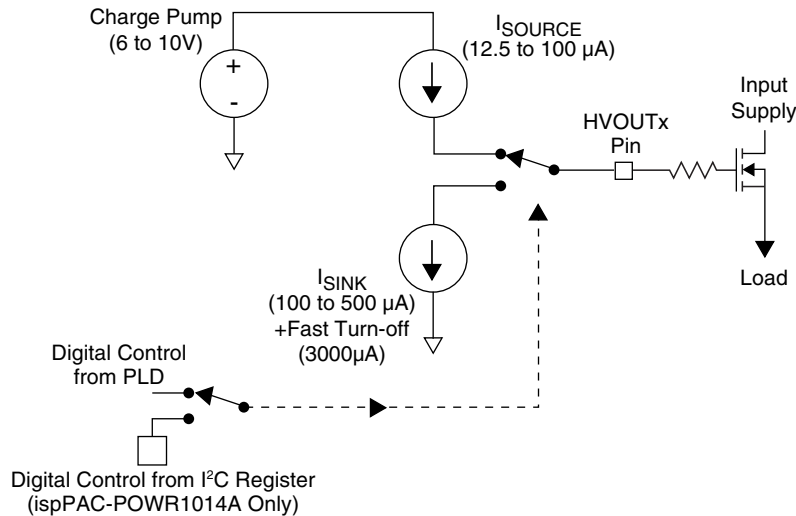 Charge Pump
(6 to 10V)
+
-
ISOURCE
(12.5 to 100 µA)
Input
Supply
HVOUTx
Pin
Load
ISINK
(100 to 500 µA)
+Fast Turn-off
(3000µA)
Digital Control
from PLD
Digital Control from I²C Register
(ispPAC-POWR1014A Only)